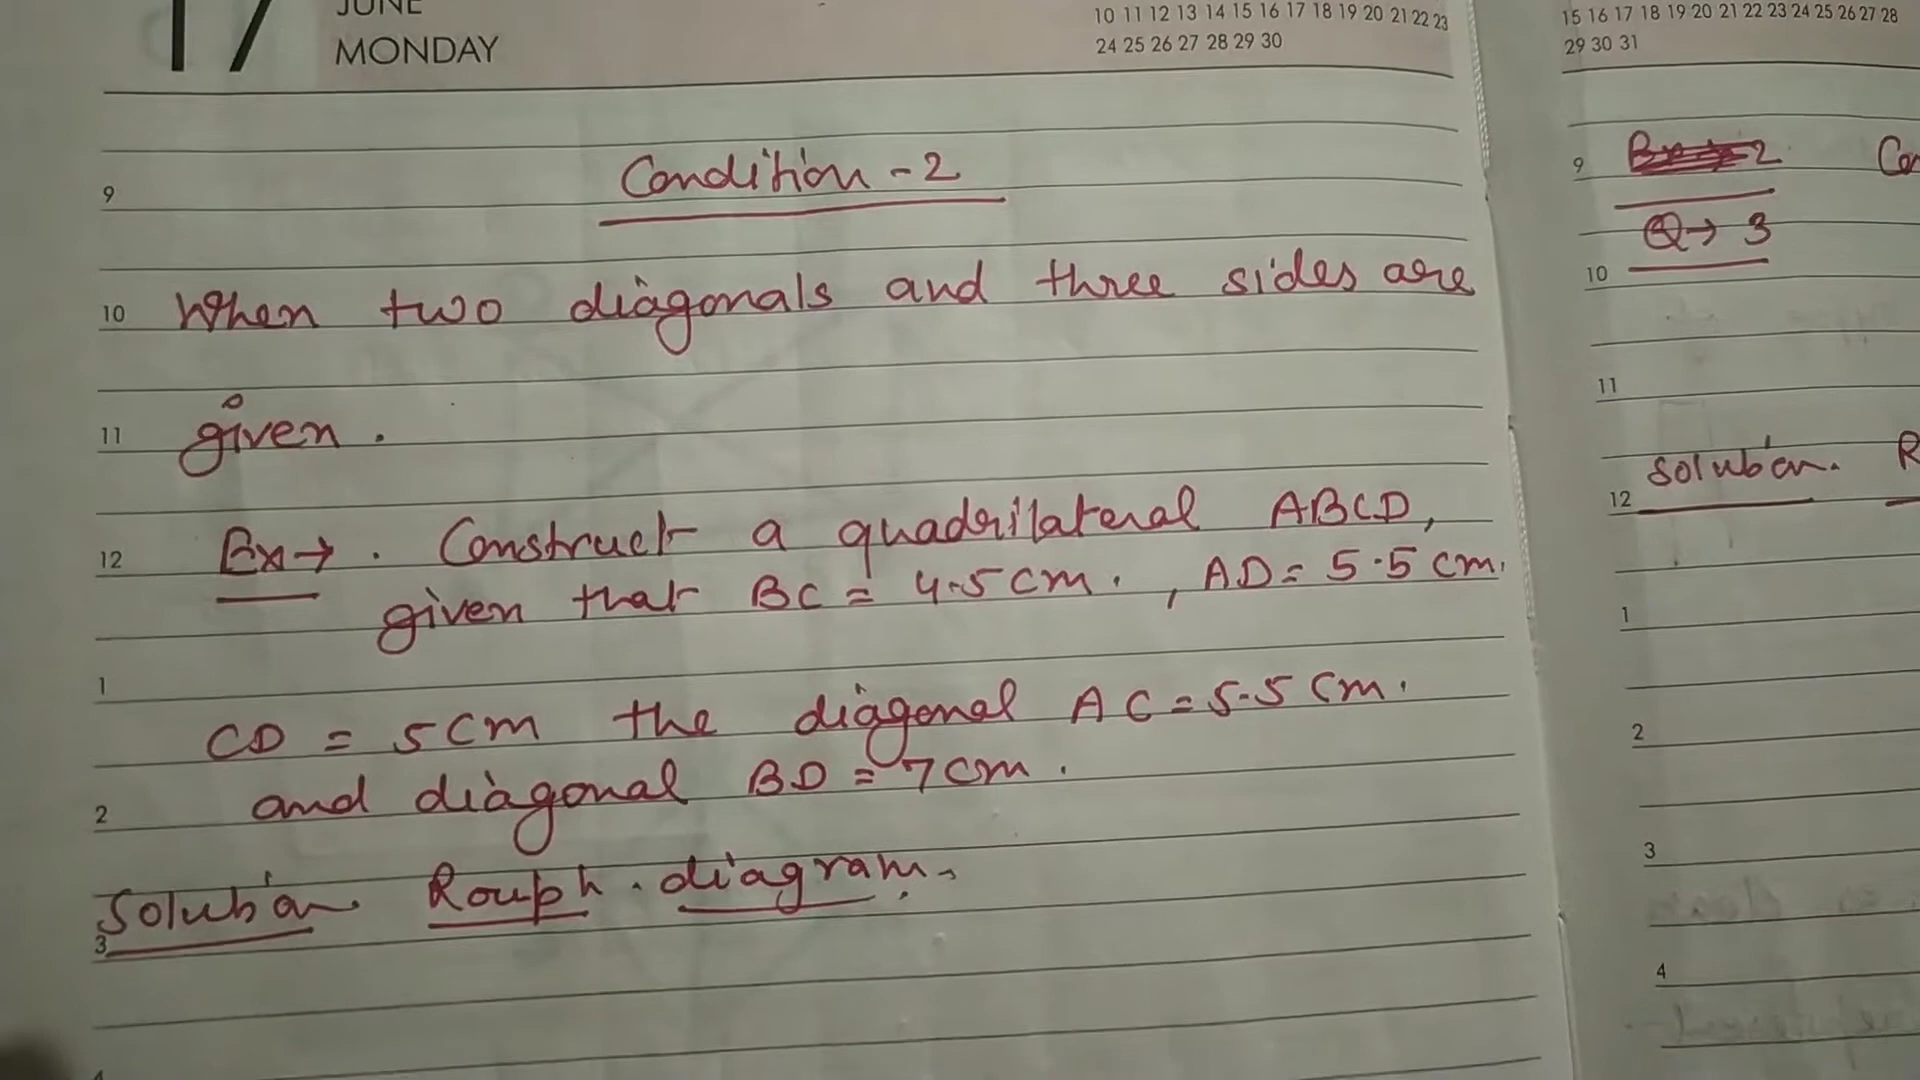 17
JUNE
MONDAY
10 11 12 13 14 15 16 17 18 19 20 21 22 23
24 25 26 27 28 29 30
9 Condition - 2
10 When two diagonals and three sides are
11 given.
12 Ex → . Construct a quadrilateral ABCD,
given that BC = 4.5 cm. , AD = 5.5 cm.
1
CD = 5 cm the diagonal AC = 5.5 cm.
2 and diagonal BD = 7 cm.
Solution. Rough. diagram.
3
15 16 17 18 19 20 21 22 23 24 25 26 27 28
29 30 31
9
Q → 3
10
11
Solution.
12
1
2
3
4